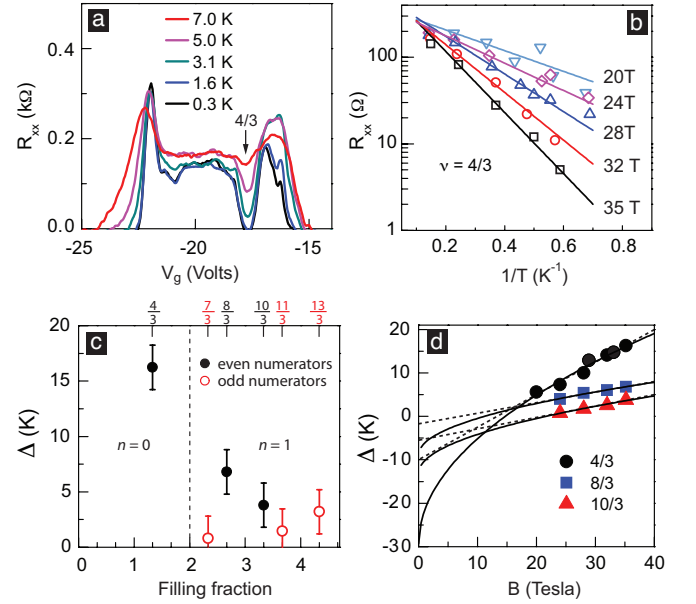 a
7.0 K
5.0 K
3.1 K
1.6 K
0.3 K
4/3
R_xx (kΩ)
0.4
0.2
0.0
-25
-20
-15
V_g (Volts)
b
R_xx (Ω)
100
10
1
20T
24T
28T
32 T
35 T
ν = 4/3
0.0
0.2
0.4
0.6
0.8
1/T (K⁻¹)
c
4/3
7/3
8/3
10/3
11/3
13/3
even numerators
odd numerators
n=0
n=1
Δ (K)
20
15
10
5
0
0
1
2
3
4
Filling fraction
d
Δ (K)
20
10
0
-10
-20
-30
4/3
8/3
10/3
0
10
20
30
40
B (Tesla)